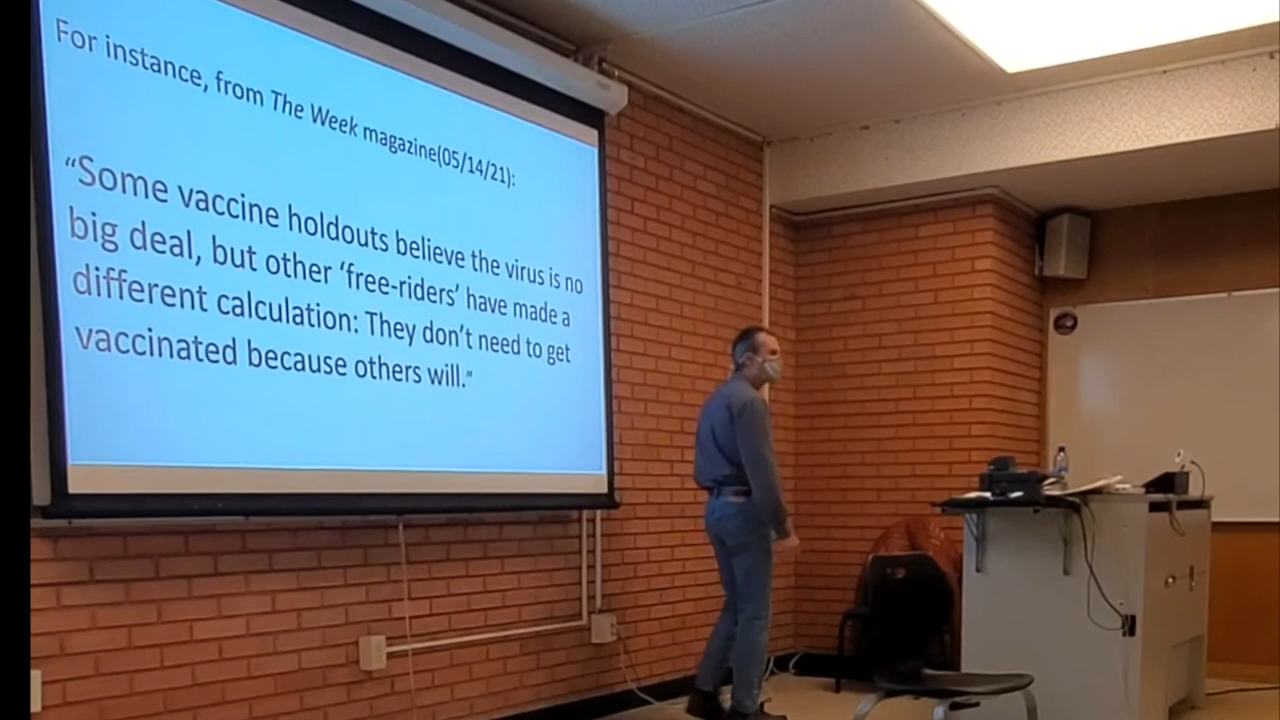 For instance, from The Week magazine(05/14/21):
“Some vaccine holdouts believe the virus is no
big deal, but other ‘free-riders’ have made a
different calculation: They don’t need to get
vaccinated because others will.”